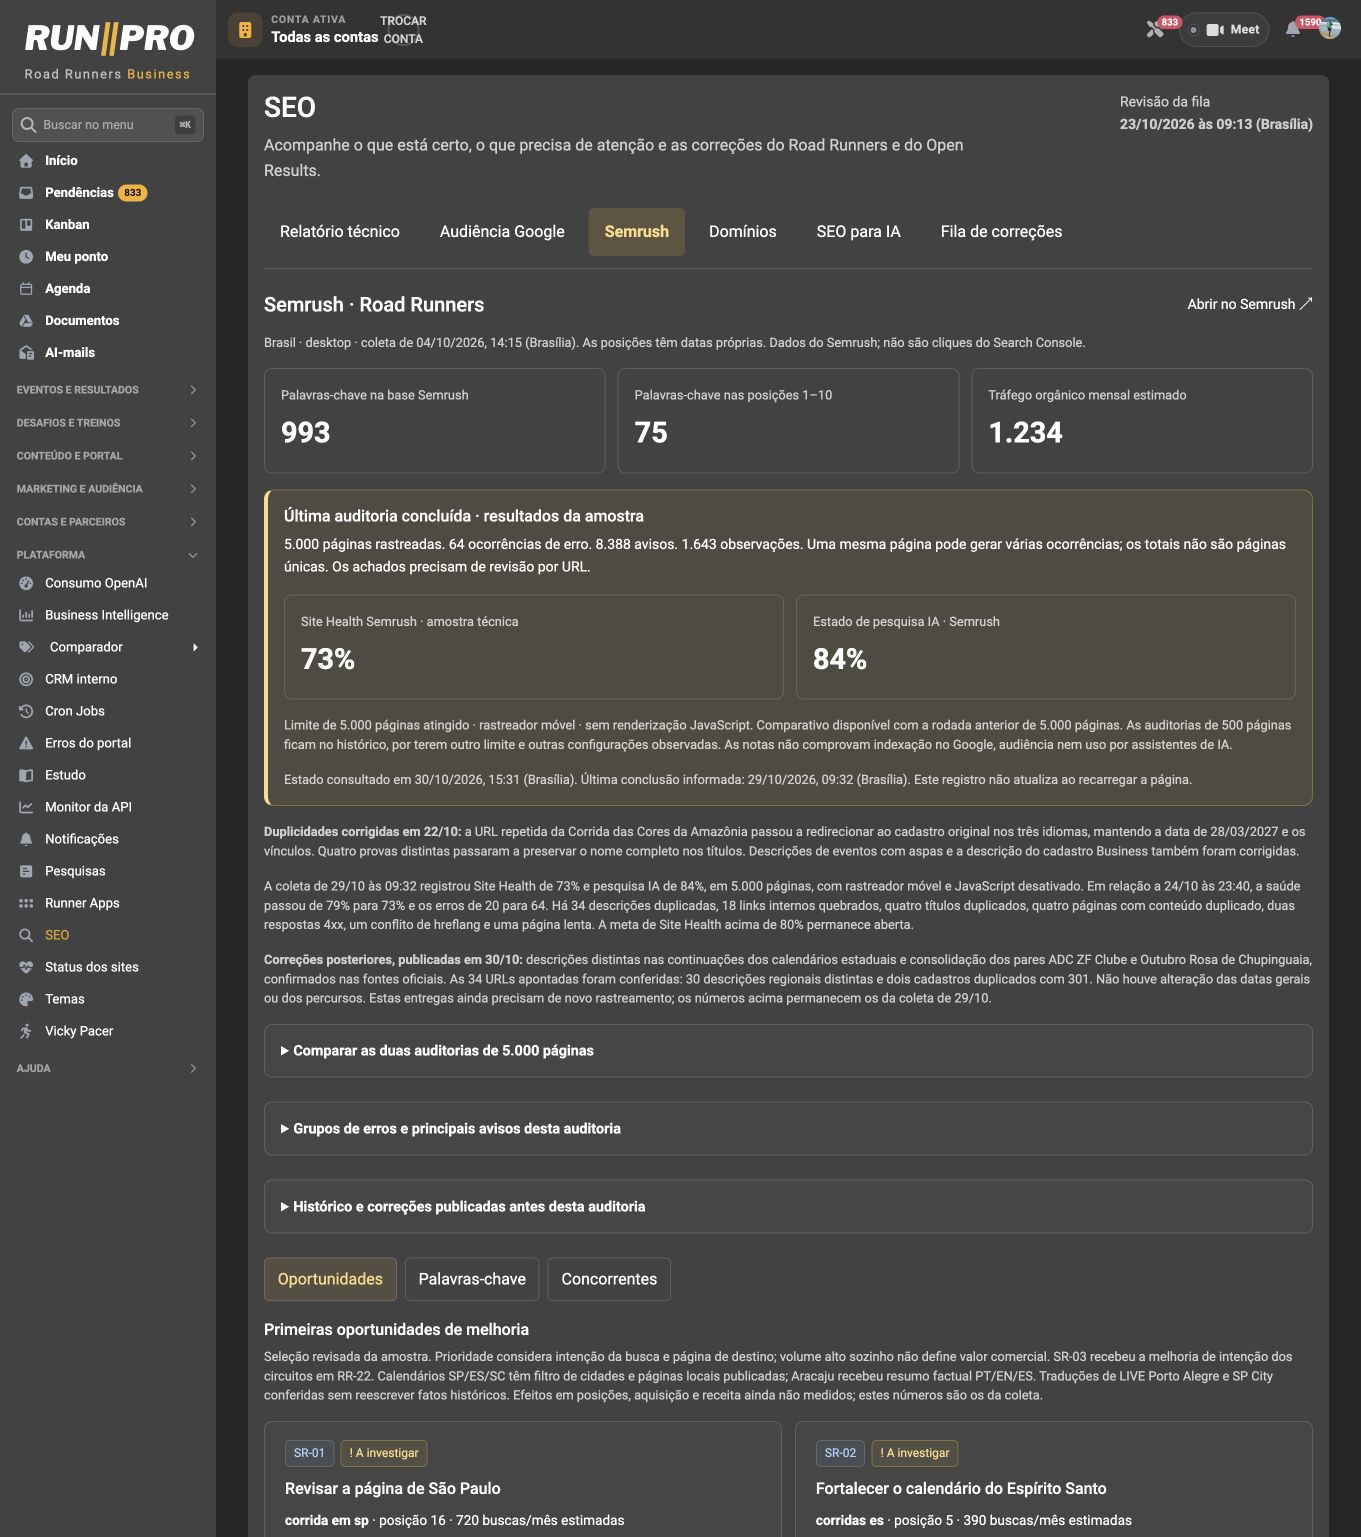 RUN//PRO
Road Runners Business
Buscar no menu ⌘K
Início
Pendências 833
Kanban
Meu ponto
Agenda
Documentos
AI-mails
EVENTOS E RESULTADOS
DESAFIOS E TREINOS
CONTEÚDO E PORTAL
MARKETING E AUDIÊNCIA
CONTAS E PARCEIROS
PLATAFORMA
Consumo OpenAI
Business Intelligence
Comparador
CRM interno
Cron Jobs
Erros do portal
Estudo
Monitor da API
Notificações
Pesquisas
Runner Apps
SEO
Status dos sites
Temas
Vicky Pacer
AJUDA
CONTA ATIVA
Todas as contas
TROCAR
CONTA
833
Meet
1590
SEO
Acompanhe o que está certo, o que precisa de atenção e as correções do Road Runners e do Open
Results.
Revisão da fila
23/10/2026 às 09:13 (Brasília)
Relatório técnico
Audiência Google
Semrush
Domínios
SEO para IA
Fila de correções
Semrush · Road Runners
Abrir no Semrush
Brasil · desktop · coleta de 04/10/2026, 14:15 (Brasília). As posições têm datas próprias. Dados do Semrush; não são cliques do Search Console.
Palavras-chave na base Semrush
993
Palavras-chave nas posições 1–10
75
Tráfego orgânico mensal estimado
1.234
Última auditoria concluída · resultados da amostra
5.000 páginas rastreadas. 64 ocorrências de erro. 8.388 avisos. 1.643 observações. Uma mesma página pode gerar várias ocorrências; os totais não são páginas
únicas. Os achados precisam de revisão por URL.
Site Health Semrush · amostra técnica
73%
Estado de pesquisa IA · Semrush
84%
Limite de 5.000 páginas atingido · rastreador móvel · sem renderização JavaScript. Comparativo disponível com a rodada anterior de 5.000 páginas. As auditorias de 500 páginas
ficam no histórico, por terem outro limite e outras configurações observadas. As notas não comprovam indexação no Google, audiência nem uso por assistentes de IA.
Estado consultado em 30/10/2026, 15:31 (Brasília). Última conclusão informada: 29/10/2026, 09:32 (Brasília). Este registro não atualiza ao recarregar a página.
Duplicidades corrigidas em 22/10: a URL repetida da Corrida das Cores da Amazônia passou a redirecionar ao cadastro original nos três idiomas, mantendo a data de 28/03/2027 e os
vínculos. Quatro provas distintas passaram a preservar o nome completo nos títulos. Descrições de eventos com aspas e a descrição do cadastro Business também foram corrigidas.
A coleta de 29/10 às 09:32 registrou Site Health de 73% e pesquisa IA de 84%, em 5.000 páginas, com rastreador móvel e JavaScript desativado. Em relação a 24/10 às 23:40, a saúde
passou de 79% para 73% e os erros de 20 para 64. Há 34 descrições duplicadas, 18 links internos quebrados, quatro títulos duplicados, quatro páginas com conteúdo duplicado, duas
respostas 4xx, um conflito de hreflang e uma página lenta. A meta de Site Health acima de 80% permanece aberta.
Correções posteriores, publicadas em 30/10: descrições distintas nas continuações dos calendários estaduais e consolidação dos pares ADC ZF Clube e Outubro Rosa de Chupinguaia,
confirmados nas fontes oficiais. As 34 URLs apontadas foram conferidas: 30 descrições regionais distintas e dois cadastros duplicados com 301. Não houve alteração das datas gerais
ou dos percursos. Estas entregas ainda precisam de novo rastreamento; os números acima permanecem os da coleta de 29/10.
Comparar as duas auditorias de 5.000 páginas
Grupos de erros e principais avisos desta auditoria
Histórico e correções publicadas antes desta auditoria
Oportunidades
Palavras-chave
Concorrentes
Primeiras oportunidades de melhoria
Seleção revisada da amostra. Prioridade considera intenção da busca e página de destino; volume alto sozinho não define valor comercial. SR-03 recebeu a melhoria de intenção dos
circuitos em RR-22. Calendários SP/ES/SC têm filtro de cidades e páginas locais publicadas; Aracaju recebeu resumo factual PT/EN/ES. Traduções de LIVE Porto Alegre e SP City
conferidas sem reescrever fatos históricos. Efeitos em posições, aquisição e receita ainda não medidos; estes números são os da coleta.
SR-01 ! A investigar
Revisar a página de São Paulo
corrida em sp · posição 16 · 720 buscas/mês estimadas
SR-02 ! A investigar
Fortalecer o calendário do Espírito Santo
corridas es · posição 5 · 390 buscas/mês estimadas